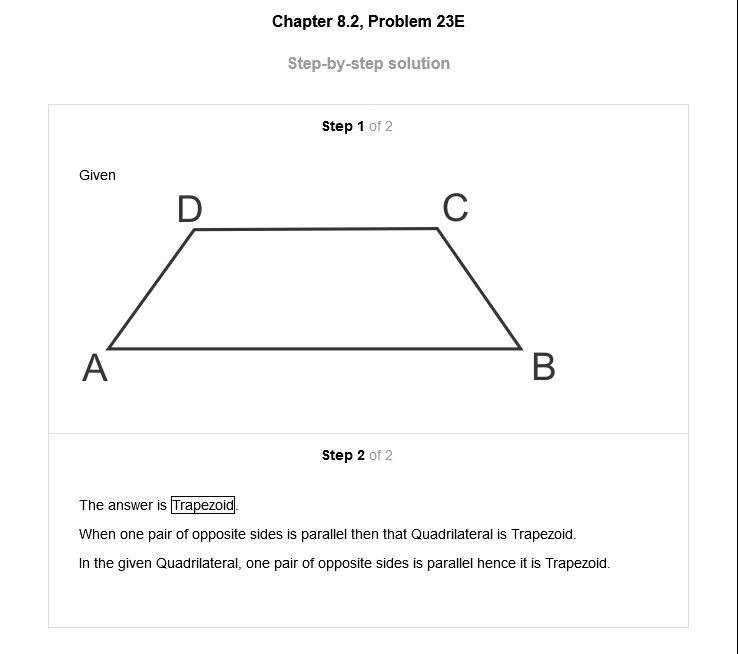 Chapter 8.2, Problem 23E
Step-by-step solution
Step 1 of 2
Given
D C
A B
Step 2 of 2
The answer is Trapezoid.
When one pair of opposite sides is parallel then that Quadrilateral is Trapezoid.
In the given Quadrilateral, one pair of opposite sides is parallel hence it is Trapezoid.